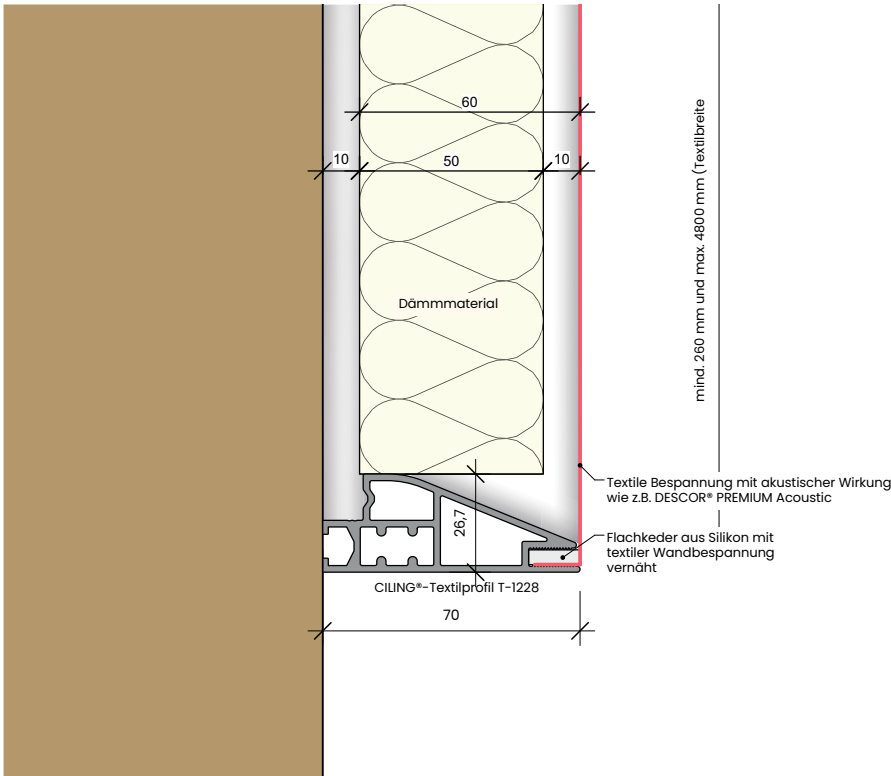 60
10
50
10
mind. 260 mm und max. 4800 mm (Textilbreite
Dämmmaterial
Textile Bespannung mit akustischer Wirkung
wie z.B. DESCOR® PREMIUM Acoustic
26,7
Flachkeder aus Silikon mit
textiler Wandbespannung
vernäht
CILING®-Textilprofil T-1228
70